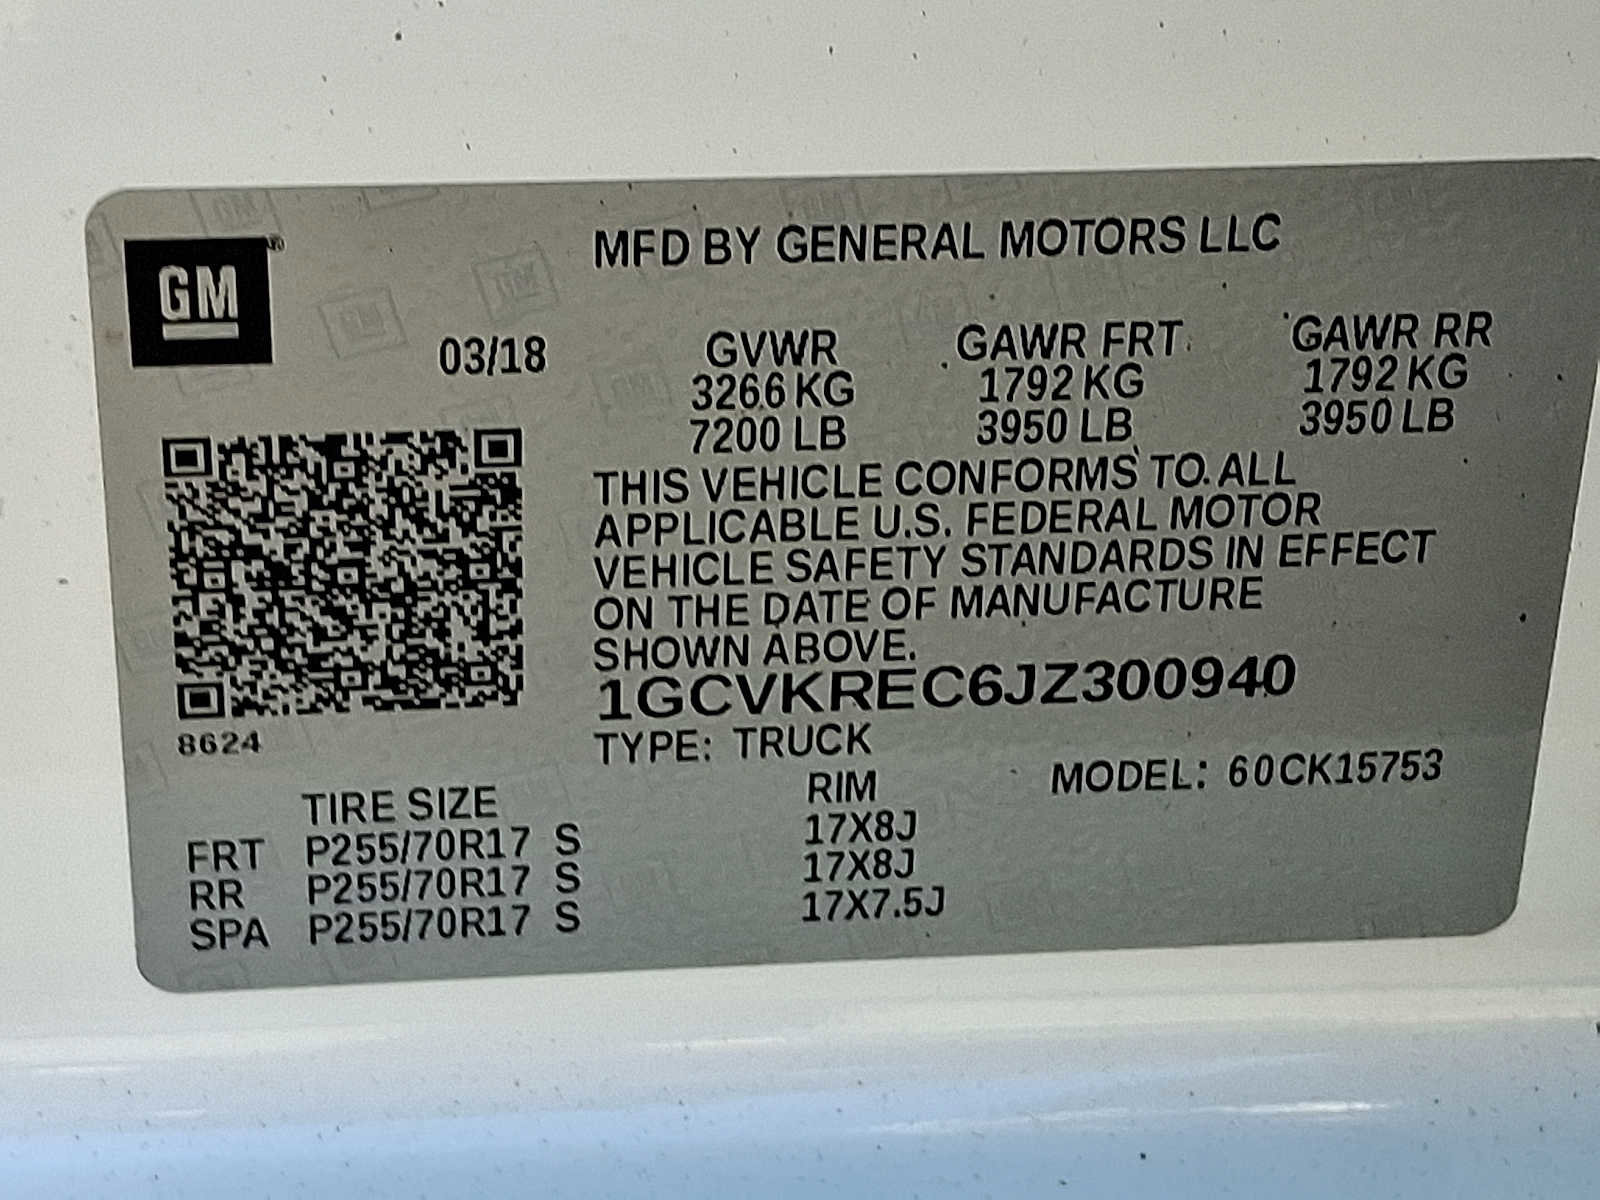 GM
MFD BY GENERAL MOTORS LLC
03/18 GVWR GAWR FRT GAWR RR
3266 KG 1792 KG 1792 KG
7200 LB 3950 LB 3950 LB
THIS VEHICLE CONFORMS TO ALL
APPLICABLE U.S. FEDERAL MOTOR
VEHICLE SAFETY STANDARDS IN EFFECT
ON THE DATE OF MANUFACTURE
SHOWN ABOVE.
1GCVKREC6JZ300940
8624
TYPE: TRUCK
MODEL: 60CK15753
TIRE SIZE RIM
FRT P255/70R17 S 17X8J
RR P255/70R17 S 17X8J
SPA P255/70R17 S 17X7.5J